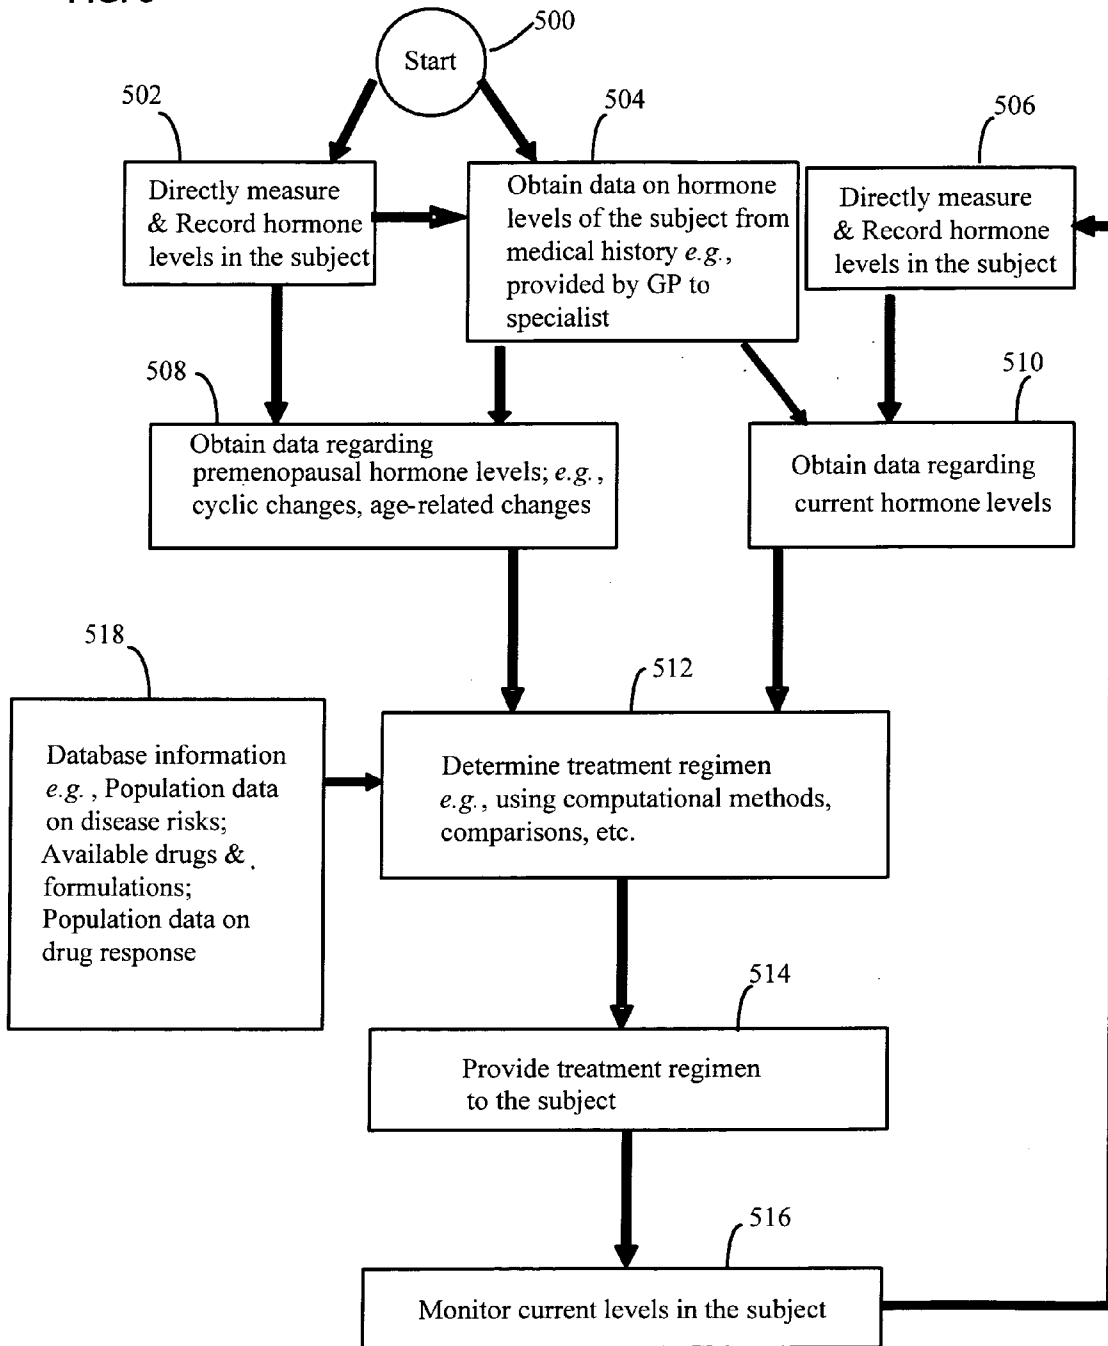 500
Start
502
504
506
Directly measure
& Record hormone
levels in the subject
Obtain data on hormone
levels of the subject from
medical history e.g.,
provided by GP to
specialist
Directly measure
& Record hormone
levels in the subject
508
510
Obtain data regarding
premenopausal hormone levels; e.g.,
cyclic changes, age-related changes
Obtain data regarding
current hormone levels
518
512
Database information
e.g. , Population data
on disease risks;
Available drugs &
formulations;
Population data on
drug response
Determine treatment regimen
e.g., using computational methods,
comparisons, etc.
514
Provide treatment regimen
to the subject
516
Monitor current levels in the subject